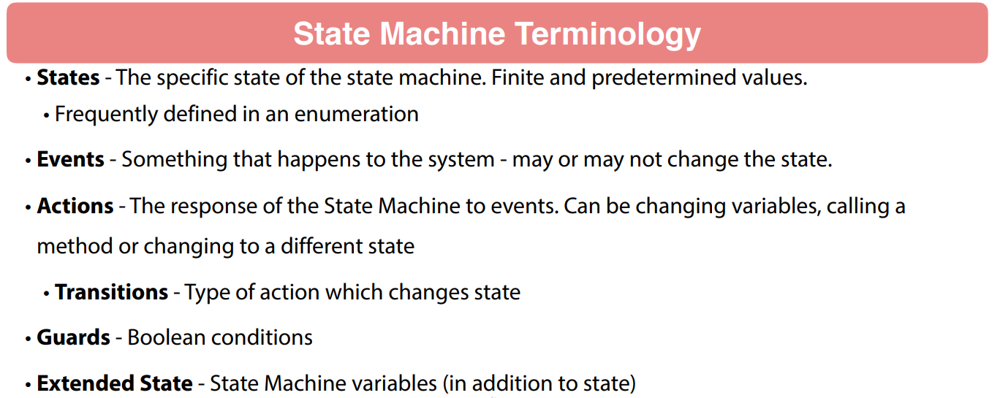 State Machine Terminology
• States - The specific state of the state machine. Finite and predetermined values.
• Frequently defined in an enumeration
• Events - Something that happens to the system - may or may not change the state.
• Actions - The response of the State Machine to events. Can be changing variables, calling a
method or changing to a different state
• Transitions - Type of action which changes state
• Guards - Boolean conditions
• Extended State - State Machine variables (in addition to state)